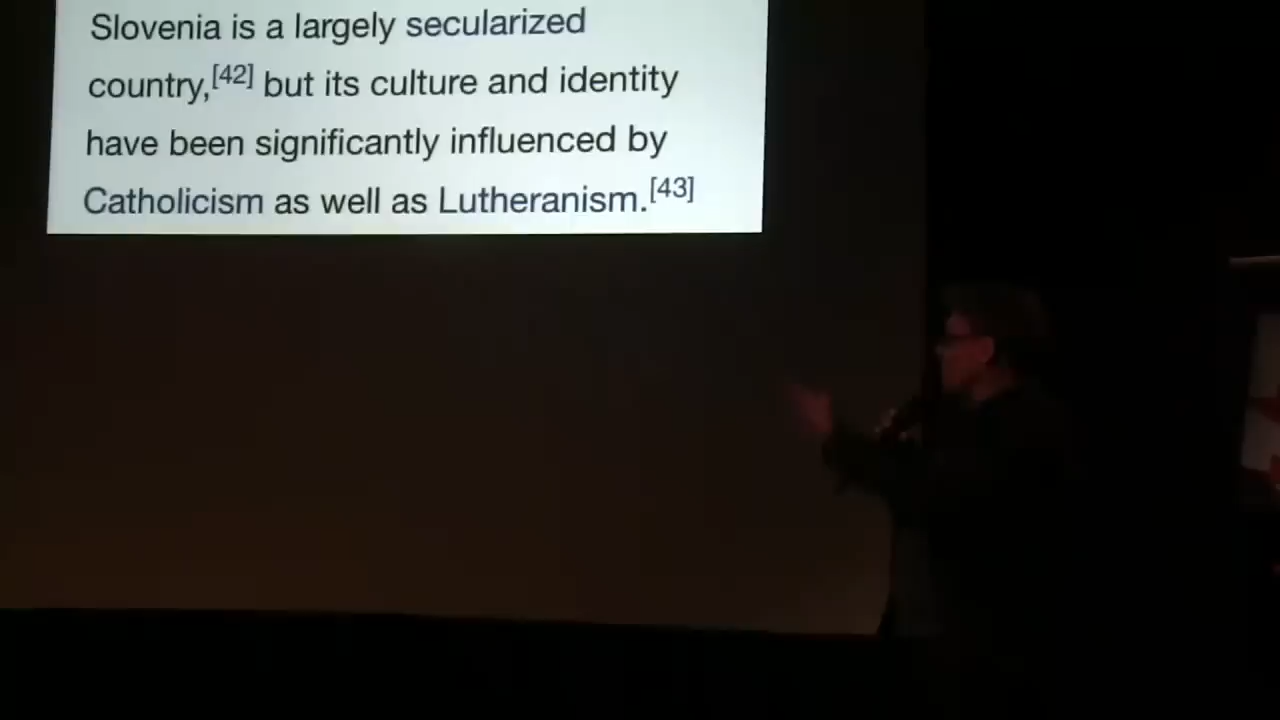 Slovenia is a largely secularized
country,[42] but its culture and identity
have been significantly influenced by
Catholicism as well as Lutheranism.[43]